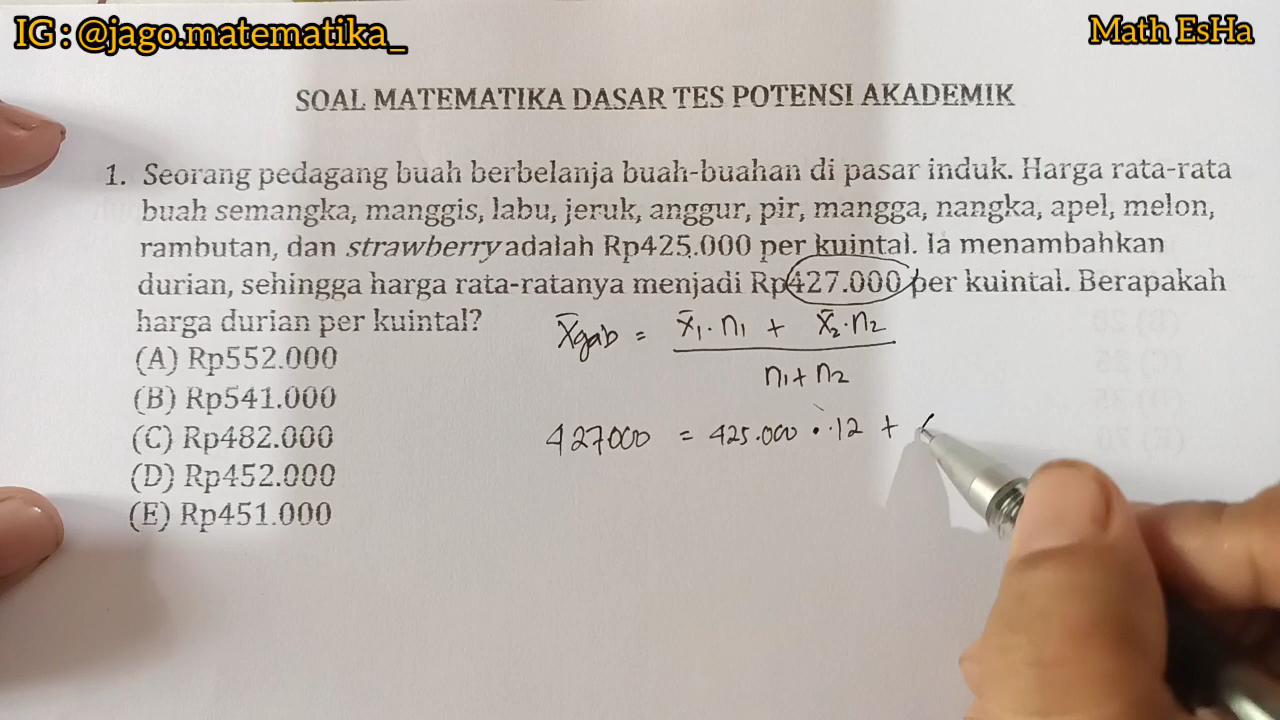 IG : @jago.matematika_
Math EsHa
SOAL MATEMATIKA DASAR TES POTENSI AKADEMIK
1. Seorang pedagang buah berbelanja buah-buahan di pasar induk. Harga rata-rata
buah semangka, manggis, labu, jeruk, anggur, pir, mangga, nangka, apel, melon,
rambutan, dan strawberry adalah Rp425.000 per kuintal. Ia menambahkan
durian, sehingga harga rata-ratanya menjadi Rp427.000 per kuintal. Berapakah
harga durian per kuintal?
x̄gab = x̄₁ . n₁ + x̄₂ . n₂
n₁ + n₂
(A) Rp552.000
(B) Rp541.000
(C) Rp482.000
(D) Rp452.000
(E) Rp451.000
427000 = 425.000 • . 12 +